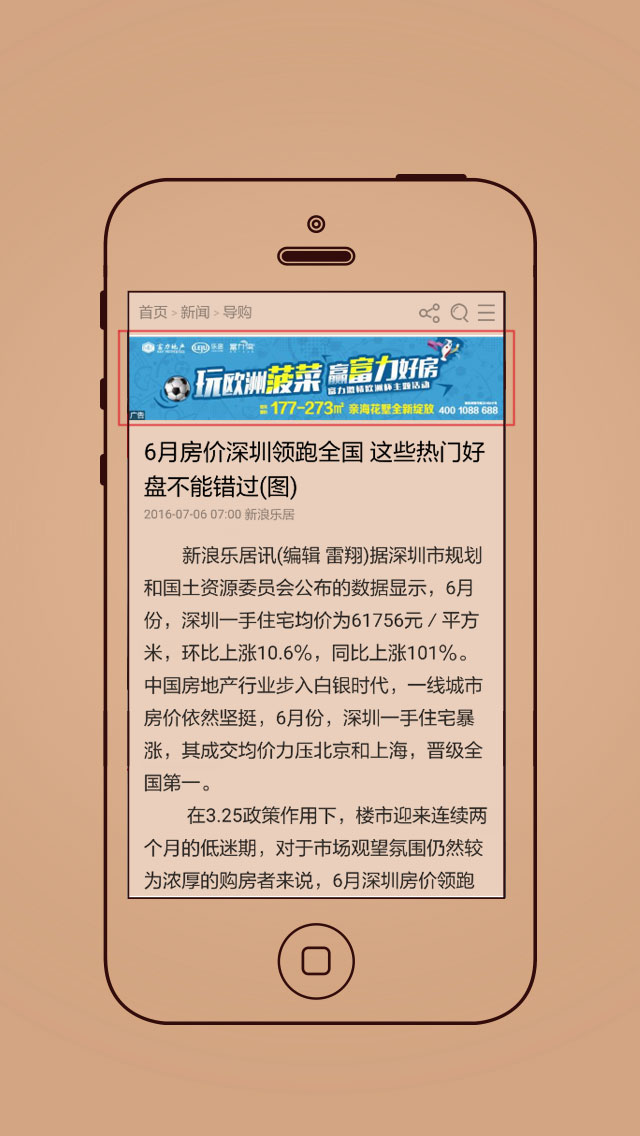 首页 > 新闻 > 导购
富力地产 乐居
玩欧洲菠菜 赢富力好房
富力激情欧洲杯主题活动
177-273㎡ 亲海花墅全新绽放 400 1088 688
广告
6月房价深圳领跑全国 这些热门好
盘不能错过(图)
2016-07-06 07:00 新浪乐居
新浪乐居讯(编辑 雷翔)据深圳市规划
和国土资源委员会公布的数据显示，6月
份，深圳一手住宅均价为61756元／平方
米，环比上涨10.6%，同比上涨101%。
中国房地产行业步入白银时代，一线城市
房价依然坚挺，6月份，深圳一手住宅暴
涨，其成交均价力压北京和上海，晋级全
国第一。
在3.25政策作用下，楼市迎来连续两
个月的低迷期，对于市场观望氛围仍然较
为浓厚的购房者来说，6月深圳房价领跑